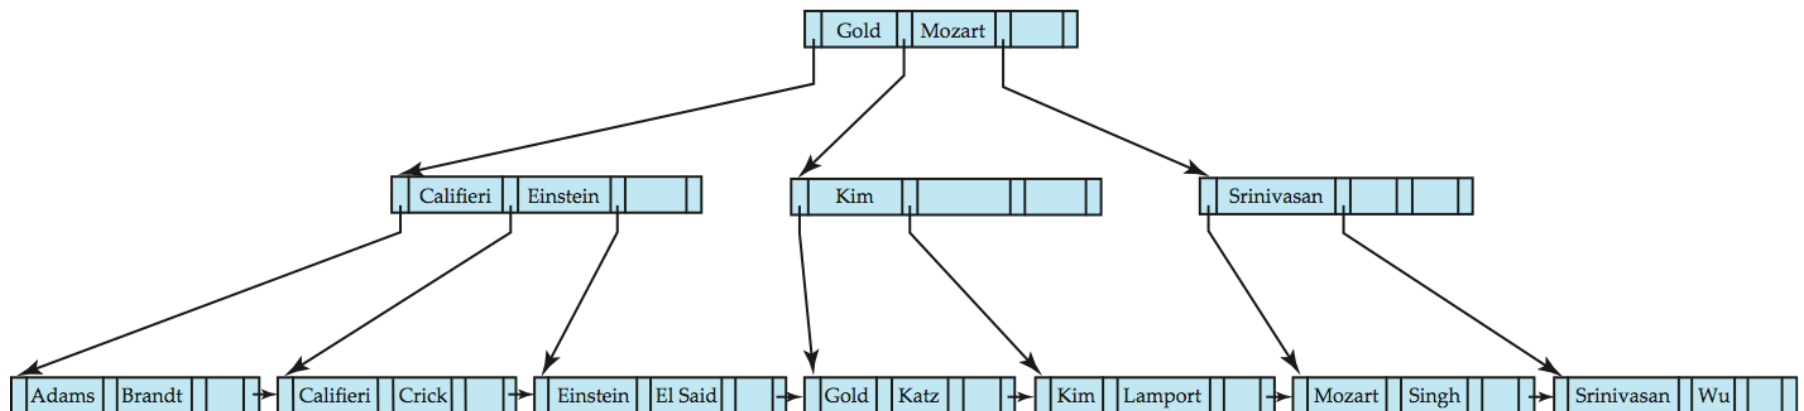 Gold Mozart
Califieri Einstein
Kim
Srinivasan
Adams Brandt
Califieri Crick
Einstein El Said
Gold Katz
Kim Lamport
Mozart Singh
Srinivasan Wu